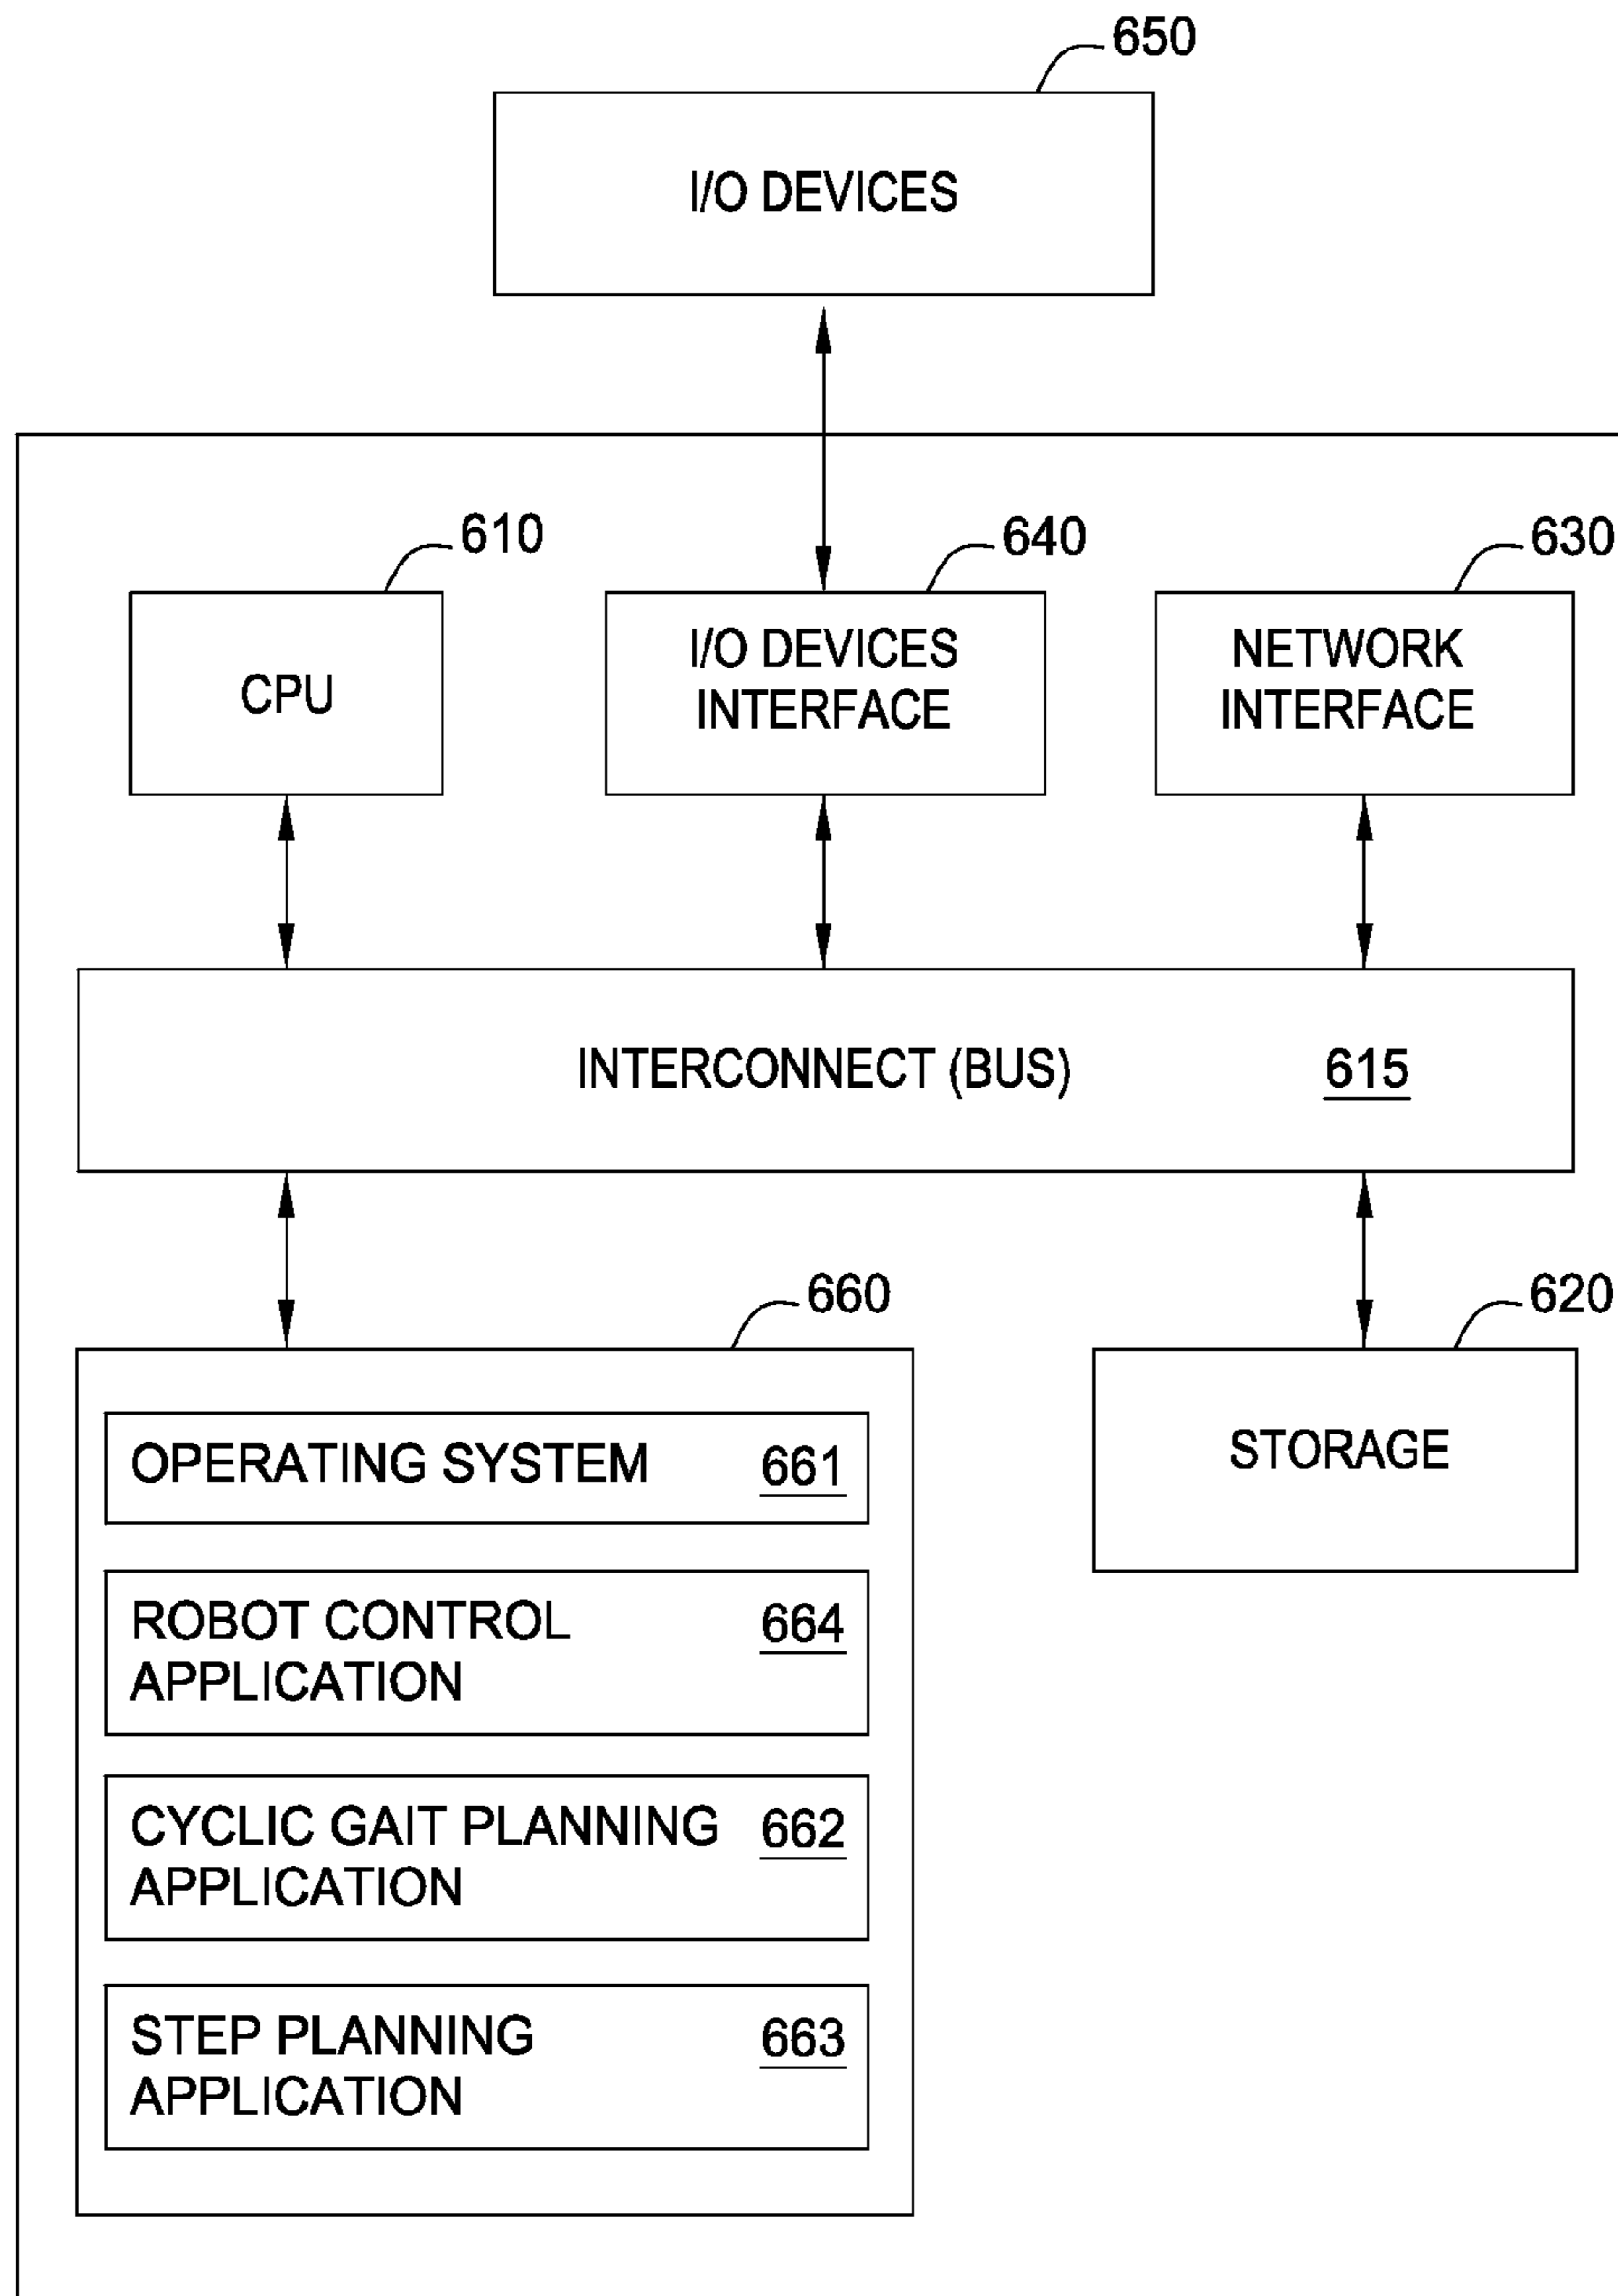 650
I/O DEVICES
610
640
630
CPU
I/O DEVICES
INTERFACE
NETWORK
INTERFACE
INTERCONNECT (BUS) 615
660
620
OPERATING SYSTEM 661
STORAGE
ROBOT CONTROL 664
APPLICATION
CYCLIC GAIT PLANNING 662
APPLICATION
STEP PLANNING 663
APPLICATION